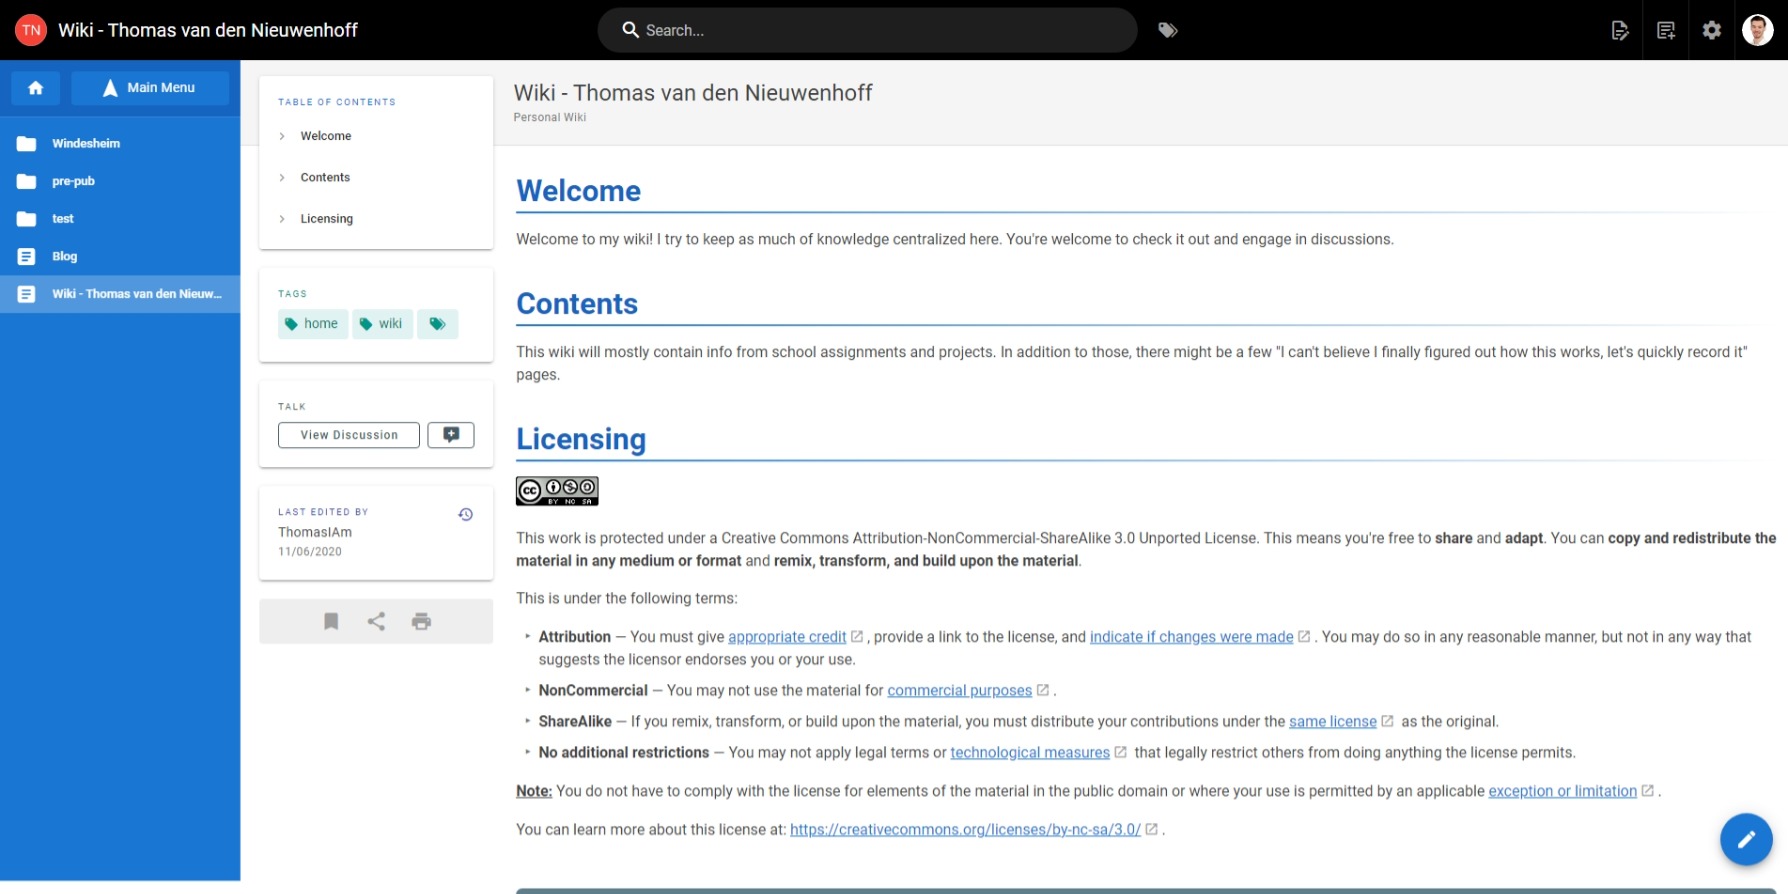 TN Wiki - Thomas van den Nieuwenhoff
Search...
Main Menu
Windesheim
pre-pub
test
Blog
Wiki - Thomas van den Nieuw...
TABLE OF CONTENTS
Welcome
Contents
Licensing
TAGS
home wiki
TALK
View Discussion
LAST EDITED BY
ThomasIAm
11/06/2020
Wiki - Thomas van den Nieuwenhoff
Personal Wiki
Welcome
Welcome to my wiki! I try to keep as much of knowledge centralized here. You're welcome to check it out and engage in discussions.
Contents
This wiki will mostly contain info from school assignments and projects. In addition to those, there might be a few "I can't believe I finally figured out how this works, let's quickly record it"
pages.
Licensing
cc BY NC SA
This work is protected under a Creative Commons Attribution-NonCommercial-ShareAlike 3.0 Unported License. This means you're free to share and adapt. You can copy and redistribute the
material in any medium or format and remix, transform, and build upon the material.
This is under the following terms:
Attribution — You must give appropriate credit , provide a link to the license, and indicate if changes were made . You may do so in any reasonable manner, but not in any way that
suggests the licensor endorses you or your use.
NonCommercial — You may not use the material for commercial purposes .
ShareAlike — If you remix, transform, or build upon the material, you must distribute your contributions under the same license as the original.
No additional restrictions — You may not apply legal terms or technological measures that legally restrict others from doing anything the license permits.
Note: You do not have to comply with the license for elements of the material in the public domain or where your use is permitted by an applicable exception or limitation .
You can learn more about this license at: https://creativecommons.org/licenses/by-nc-sa/3.0/ .